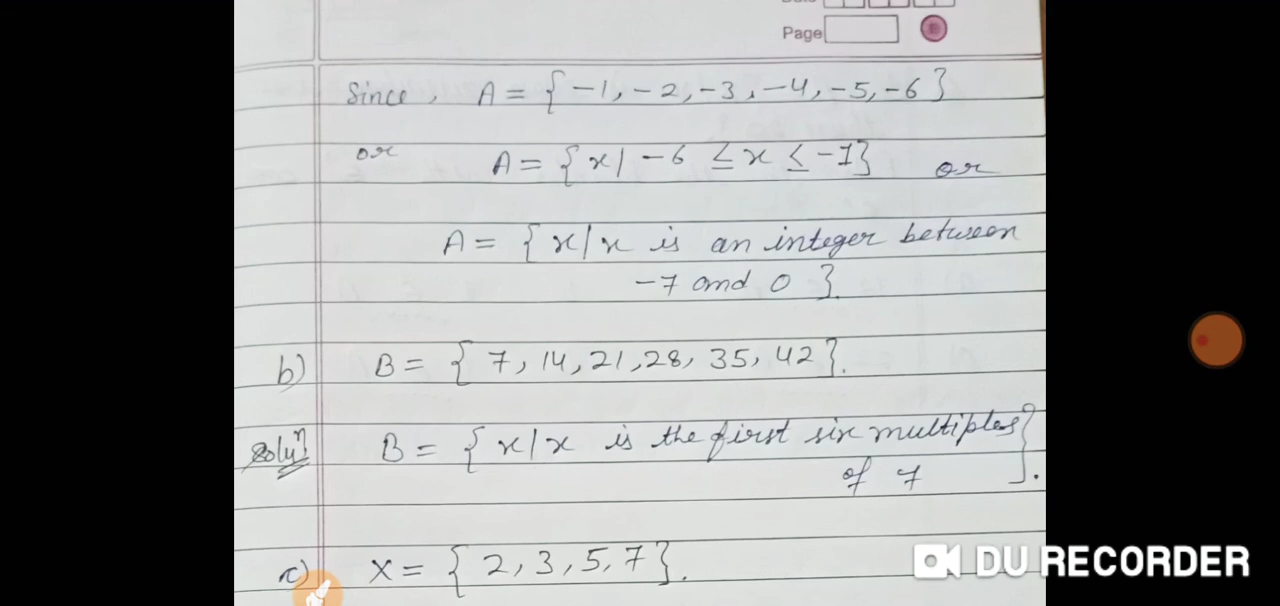 Page
Since, A = { -1, -2, -3, -4, -5, -6 }
or A = { x | -6 ≤ x ≤ -1 } or
A = { x | x is an integer between
-7 and 0 }.
b) B = { 7, 14, 21, 28, 35, 42 }.
Soluⁿ B = { x | x is the first six multiples
of 7 }.
c) X = { 2, 3, 5, 7 }.
DU RECORDER